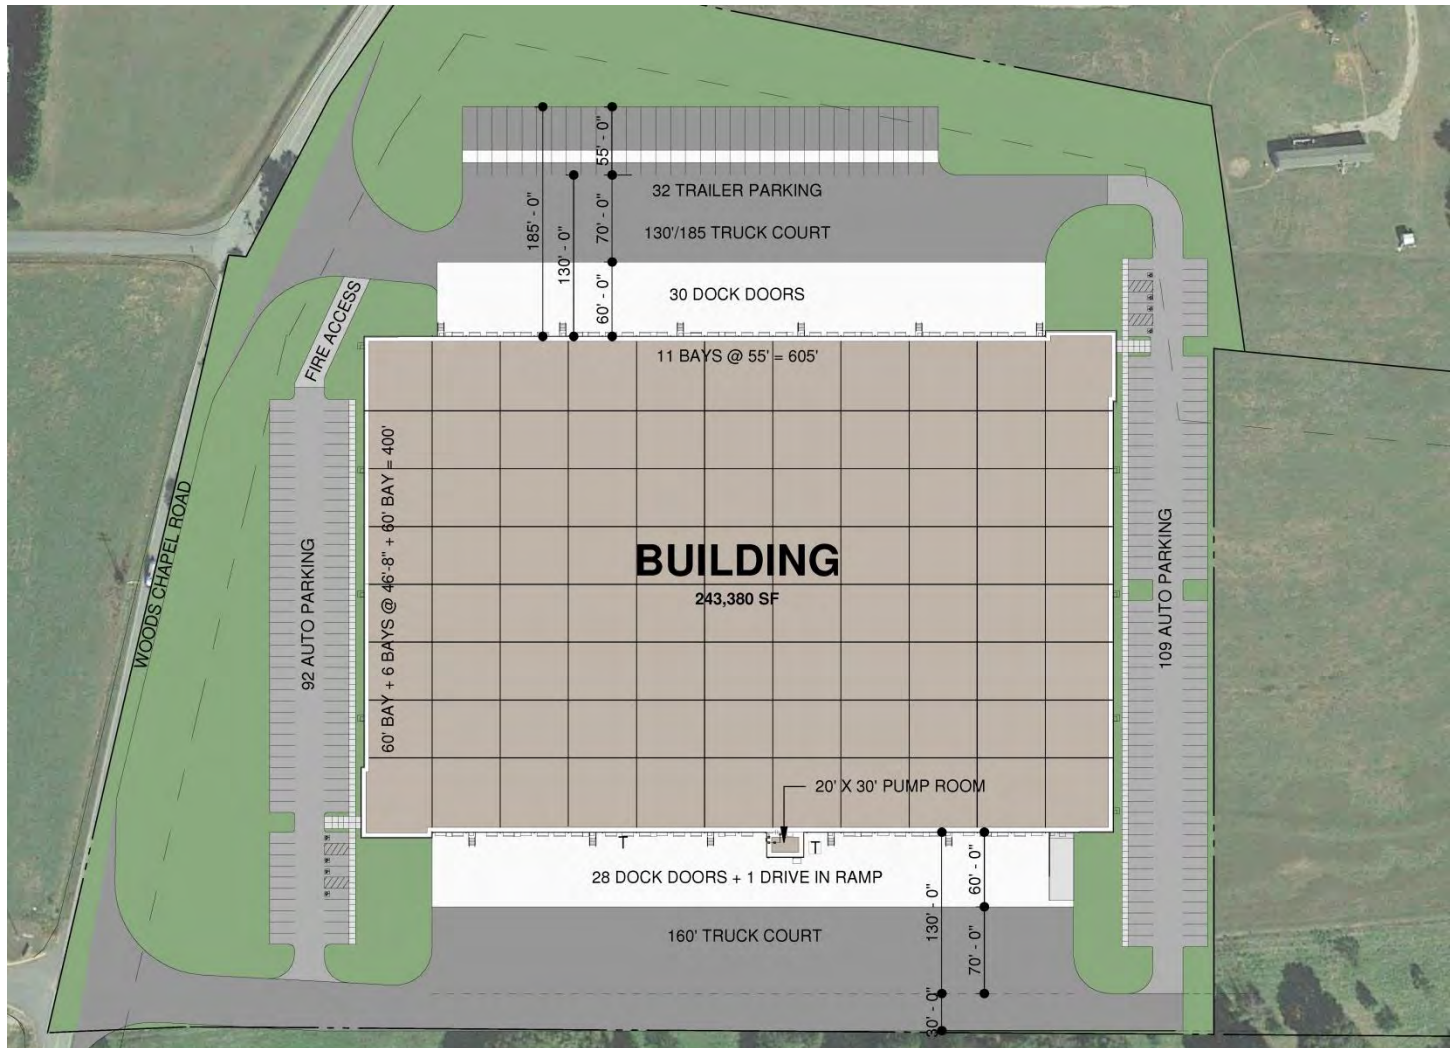 55' - 0"
32 TRAILER PARKING
185' - 0"
130' - 0"
70' - 0"
130'/185 TRUCK COURT
60' - 0"
30 DOCK DOORS
FIRE ACCESS
11 BAYS @ 55' = 605'
60' BAY + 6 BAYS @ 46'-8" + 60' BAY = 400'
WOODS CHAPEL ROAD
92 AUTO PARKING
BUILDING
243,380 SF
109 AUTO PARKING
20' X 30' PUMP ROOM
T
T
28 DOCK DOORS + 1 DRIVE IN RAMP
60' - 0"
130' - 0"
160' TRUCK COURT
70' - 0"
30' - 0"